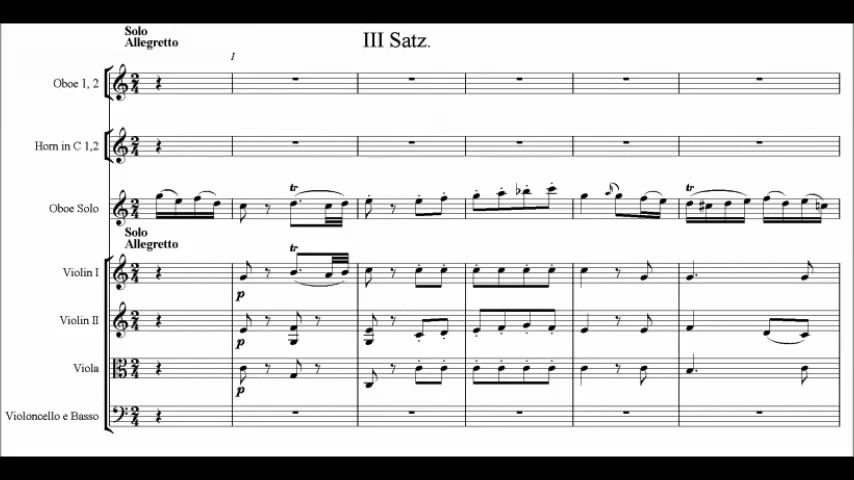 III Satz.
Solo
Allegretto
1
Oboe 1, 2
Horn in C 1,2
Oboe Solo
tr
tr
tr
Solo
Allegretto
Violin I
p
Violin II
p
Viola
p
Violoncello e Basso